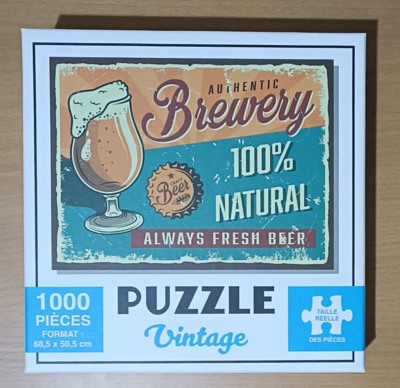 AUTHENTIC
Brewery
100%
NATURAL
CRAFT
Beer
ALWAYS FRESH BEER
1000
PIÈCES
FORMAT :
68,5 x 50,5 cm
PUZZLE
Vintage
TAILLE
RÉELLE
DES PIÈCES